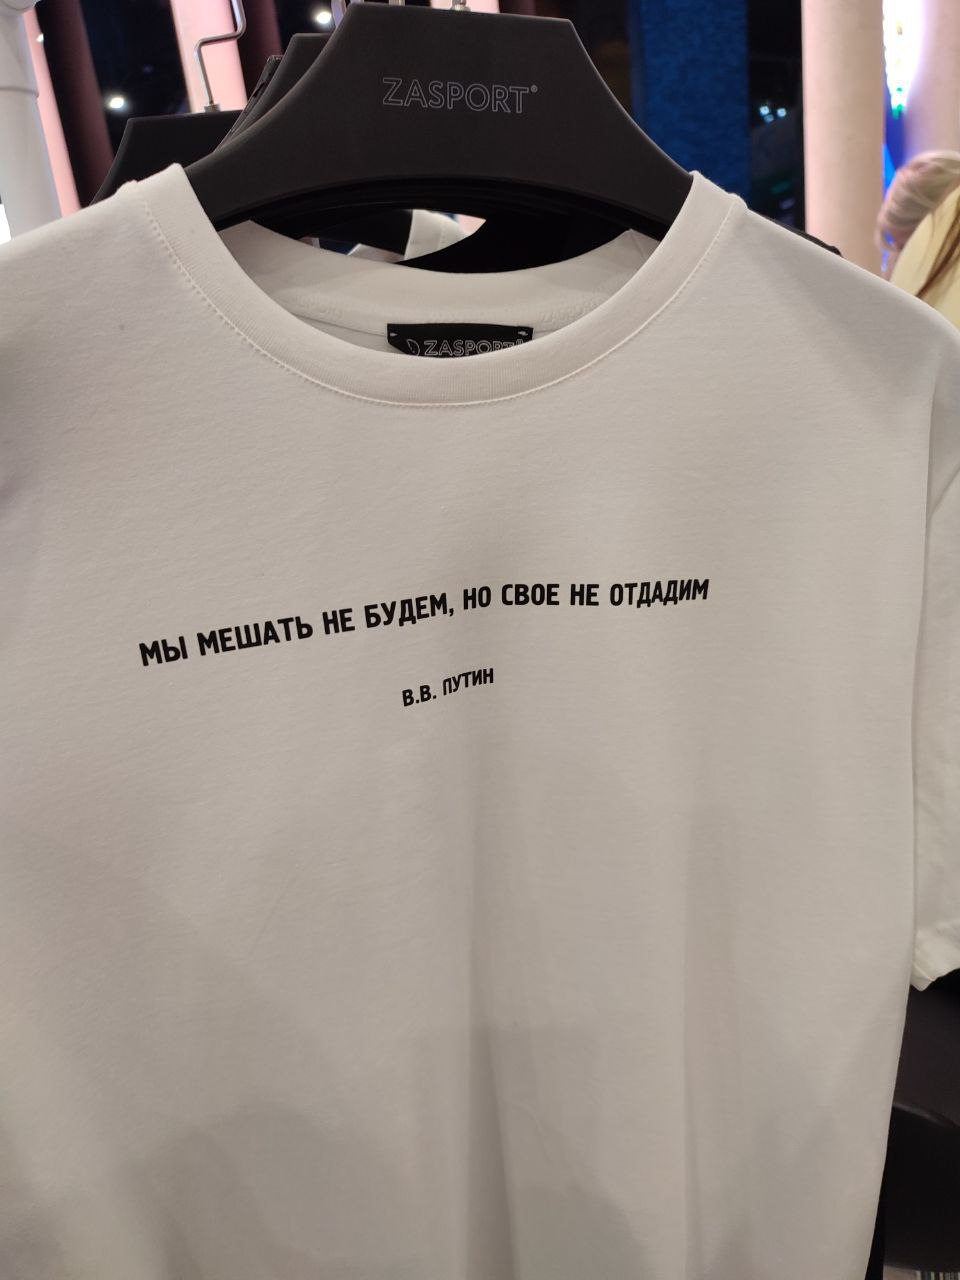 ZASPORT®
ZASPORT®
МЫ МЕШАТЬ НЕ БУДЕМ, НО СВОЕ НЕ ОТДАДИМ
В.В. ПУТИН